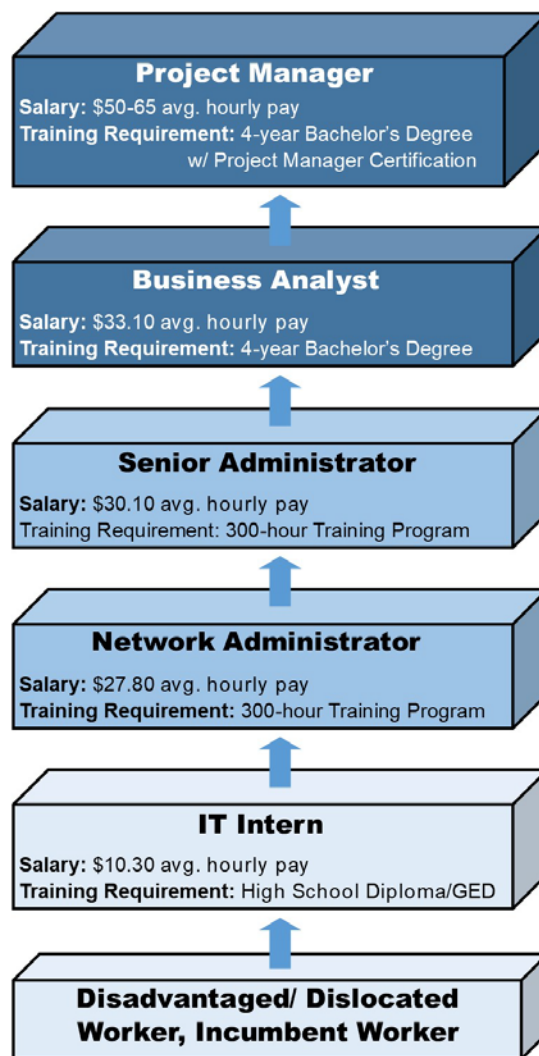 Project Manager
Salary: $50-65 avg. hourly pay
Training Requirement: 4-year Bachelor's Degree
w/ Project Manager Certification
Business Analyst
Salary: $33.10 avg. hourly pay
Training Requirement: 4-year Bachelor's Degree
Senior Administrator
Salary: $30.10 avg. hourly pay
Training Requirement: 300-hour Training Program
Network Administrator
Salary: $27.80 avg. hourly pay
Training Requirement: 300-hour Training Program
IT Intern
Salary: $10.30 avg. hourly pay
Training Requirement: High School Diploma/GED
Disadvantaged/ Dislocated
Worker, Incumbent Worker